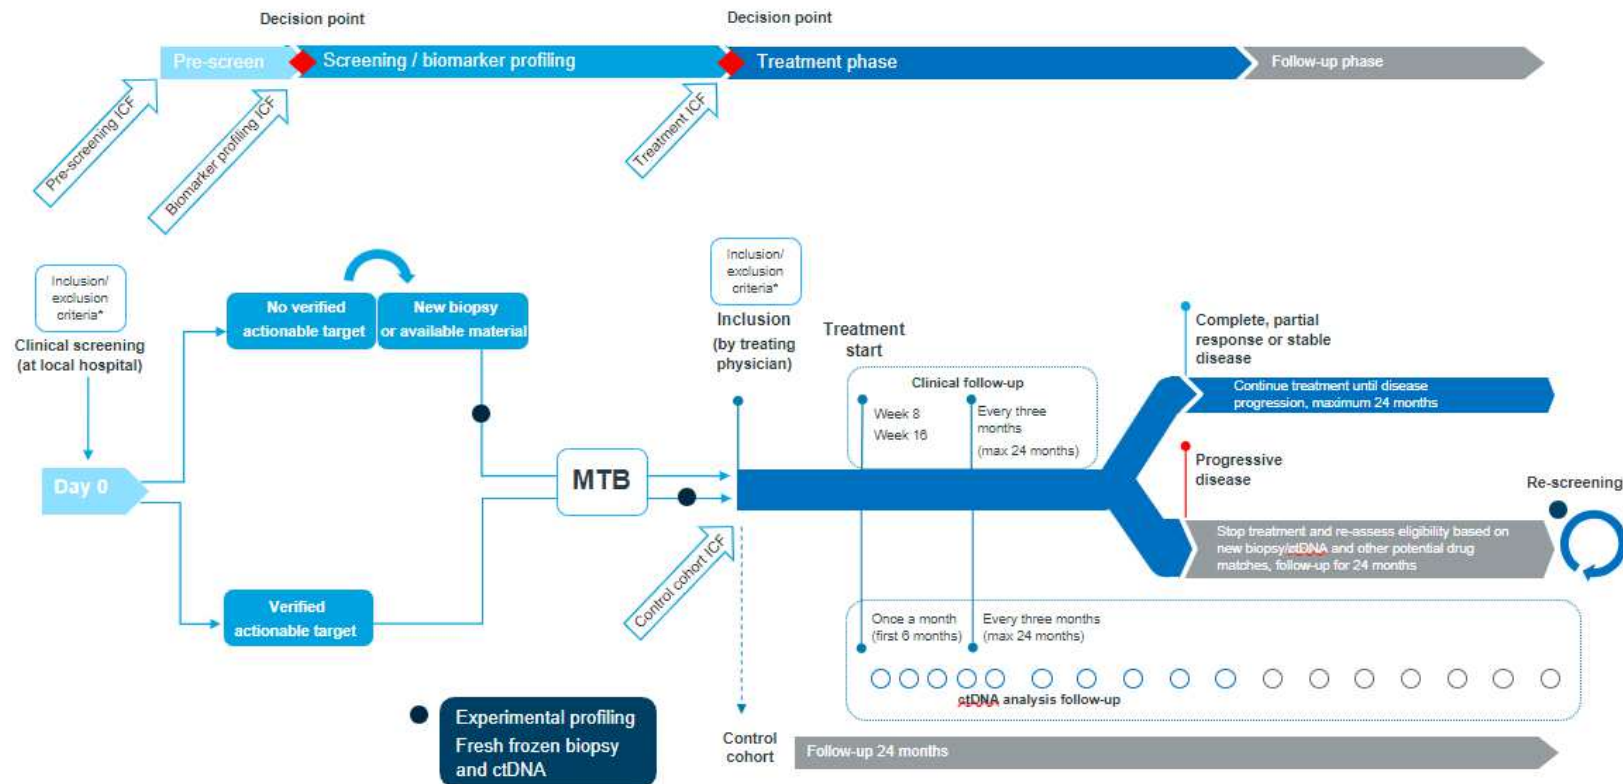 Decision point
Decision point
Pre-screen
Screening / biomarker profiling
Treatment phase
Follow-up phase
Pre-screening ICF
Biomarker profiling ICF
Treatment ICF
Inclusion/
exclusion
criteria*
Clinical screening
(at local hospital)
Day 0
No verified
actionable target
New biopsy
or available material
Verified
actionable target
MTB
Inclusion/
exclusion
criteria*
Inclusion
(by treating
physician)
Control cohort ICF
Treatment
start
Clinical follow-up
Week 8
Week 16
Every three
months
(max 24 months)
Complete, partial
response or stable
disease
Continue treatment until disease
progression, maximum 24 months
Progressive
disease
Stop treatment and re-assess eligibility based on
new biopsy/ctDNA and other potential drug
matches, follow-up for 24 months
Re-screening
Once a month
(first 6 months)
Every three months
(max 24 months)
ctDNA analysis follow-up
Experimental profiling
Fresh frozen biopsy
and ctDNA
Control
cohort
Follow-up 24 months